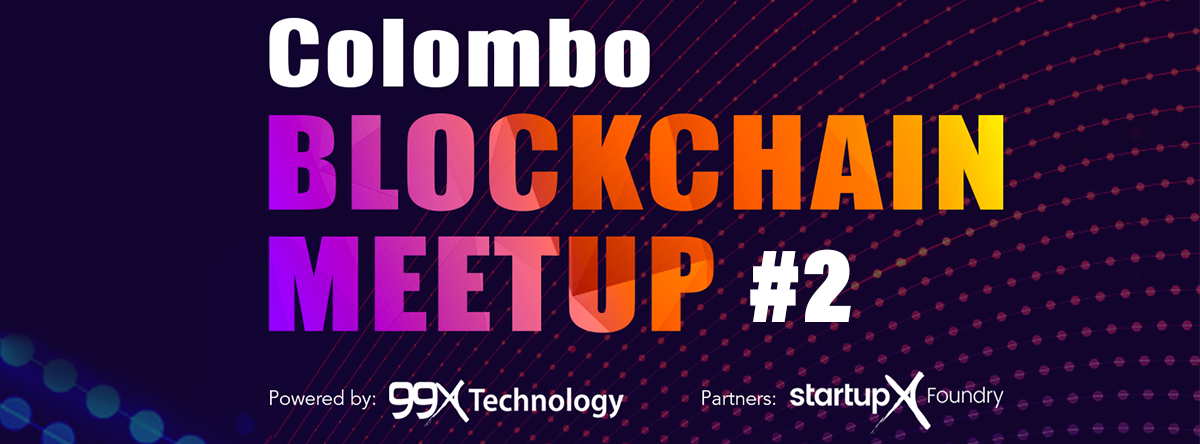 Colombo
BLOCKCHAIN
MEETUP #2
Powered by: 99X Technology Partners: startupX Foundry